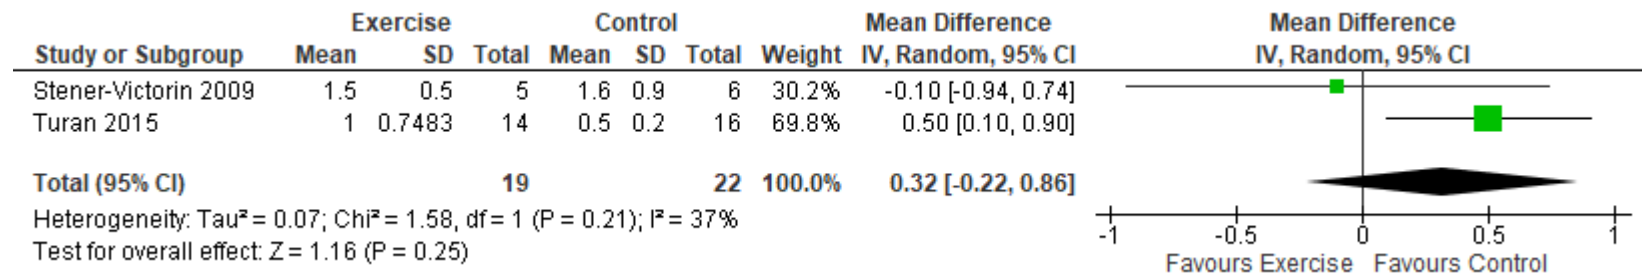 Exercise Control Mean Difference Mean Difference
Study or Subgroup Mean SD Total Mean SD Total Weight IV, Random, 95% CI IV, Random, 95% CI
Stener-Victorin 2009 1.5 0.5 5 1.6 0.9 6 30.2% -0.10 [-0.94, 0.74]
Turan 2015 1 0.7483 14 0.5 0.2 16 69.8% 0.50 [0.10, 0.90]
Total (95% CI) 19 22 100.0% 0.32 [-0.22, 0.86]
Heterogeneity: Tau² = 0.07; Chi² = 1.58, df = 1 (P = 0.21); I² = 37%
Test for overall effect: Z = 1.16 (P = 0.25)
-1 -0.5 0 0.5 1
Favours Exercise Favours Control